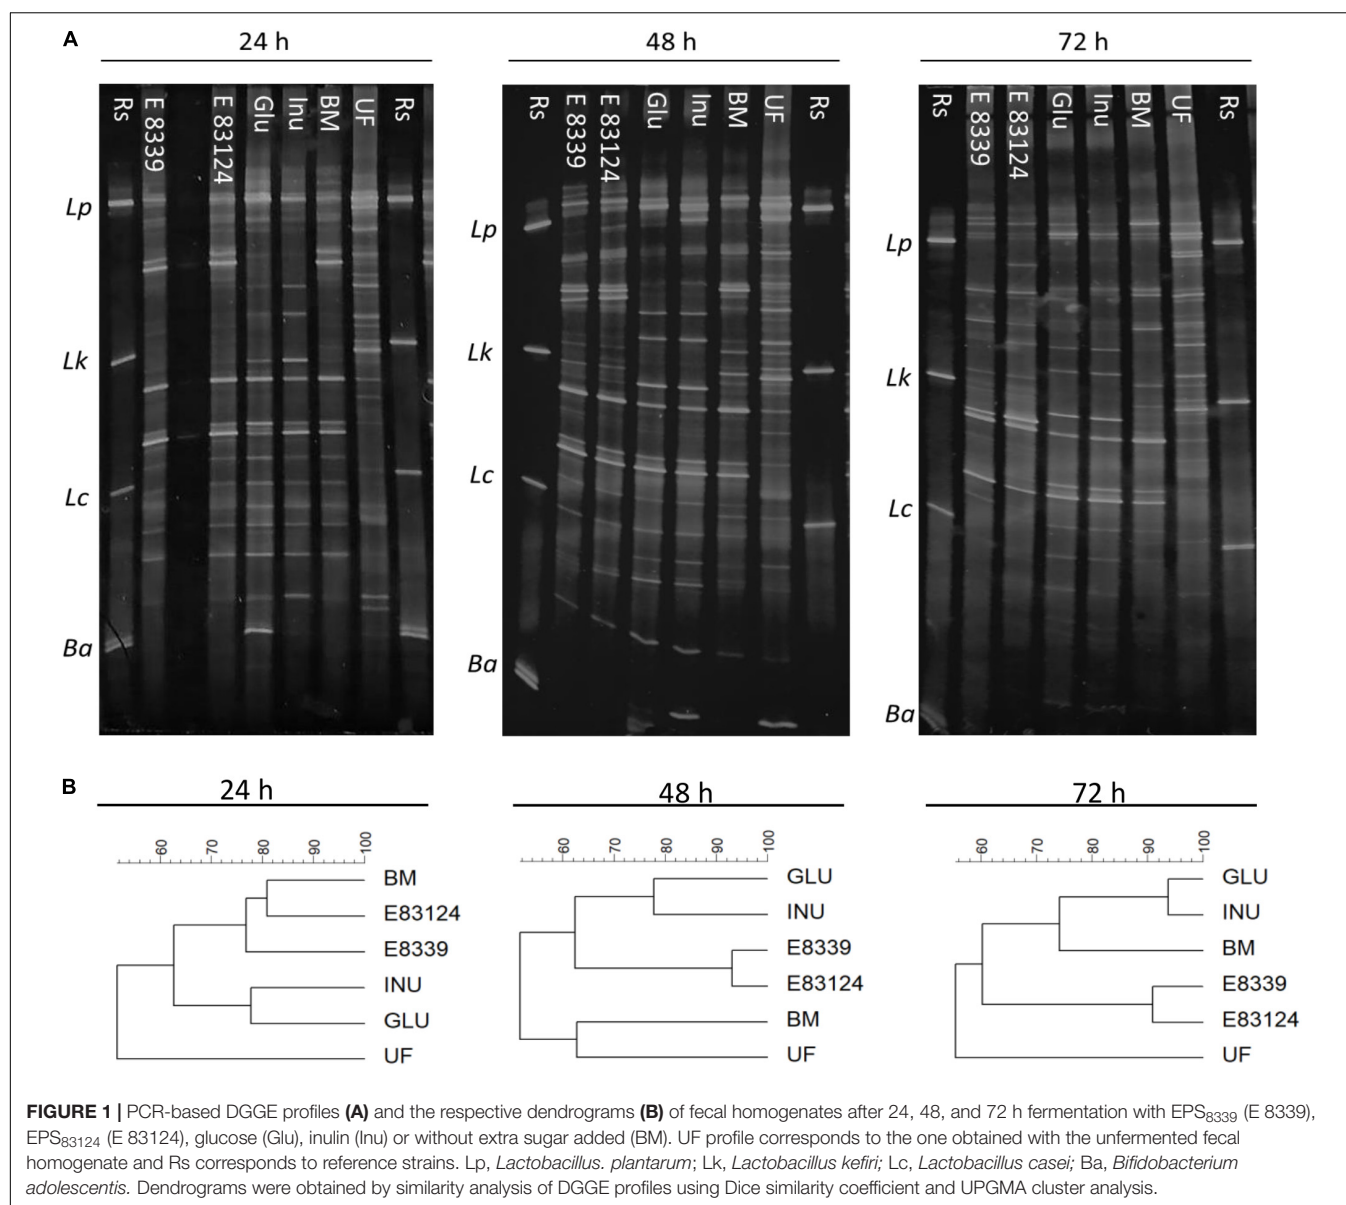 A
24 h
48 h
72 h
Rs
E 8339
E 83124
Glu
Inu
BM
UF
Rs
Rs
E 8339
E 83124
Glu
Inu
BM
UF
Rs
Rs
E 8339
E 83124
Glu
Inu
BM
UF
Rs
Lp
Lk
Lc
Ba
Lp
Lk
Lc
Ba
Lp
Lk
Lc
Ba
B
24 h
48 h
72 h
60 70 80 90 100
BM
E83124
E8339
INU
GLU
UF
60 70 80 90 100
GLU
INU
E8339
E83124
BM
UF
60 70 80 90 100
GLU
INU
BM
E8339
E83124
UF
FIGURE 1 | PCR-based DGGE profiles (A) and the respective dendrograms (B) of fecal homogenates after 24, 48, and 72 h fermentation with EPS8339 (E 8339),
EPS83124 (E 83124), glucose (Glu), inulin (Inu) or without extra sugar added (BM). UF profile corresponds to the one obtained with the unfermented fecal
homogenate and Rs corresponds to reference strains. Lp, Lactobacillus. plantarum; Lk, Lactobacillus kefiri; Lc, Lactobacillus casei; Ba, Bifidobacterium
adolescentis. Dendrograms were obtained by similarity analysis of DGGE profiles using Dice similarity coefficient and UPGMA cluster analysis.